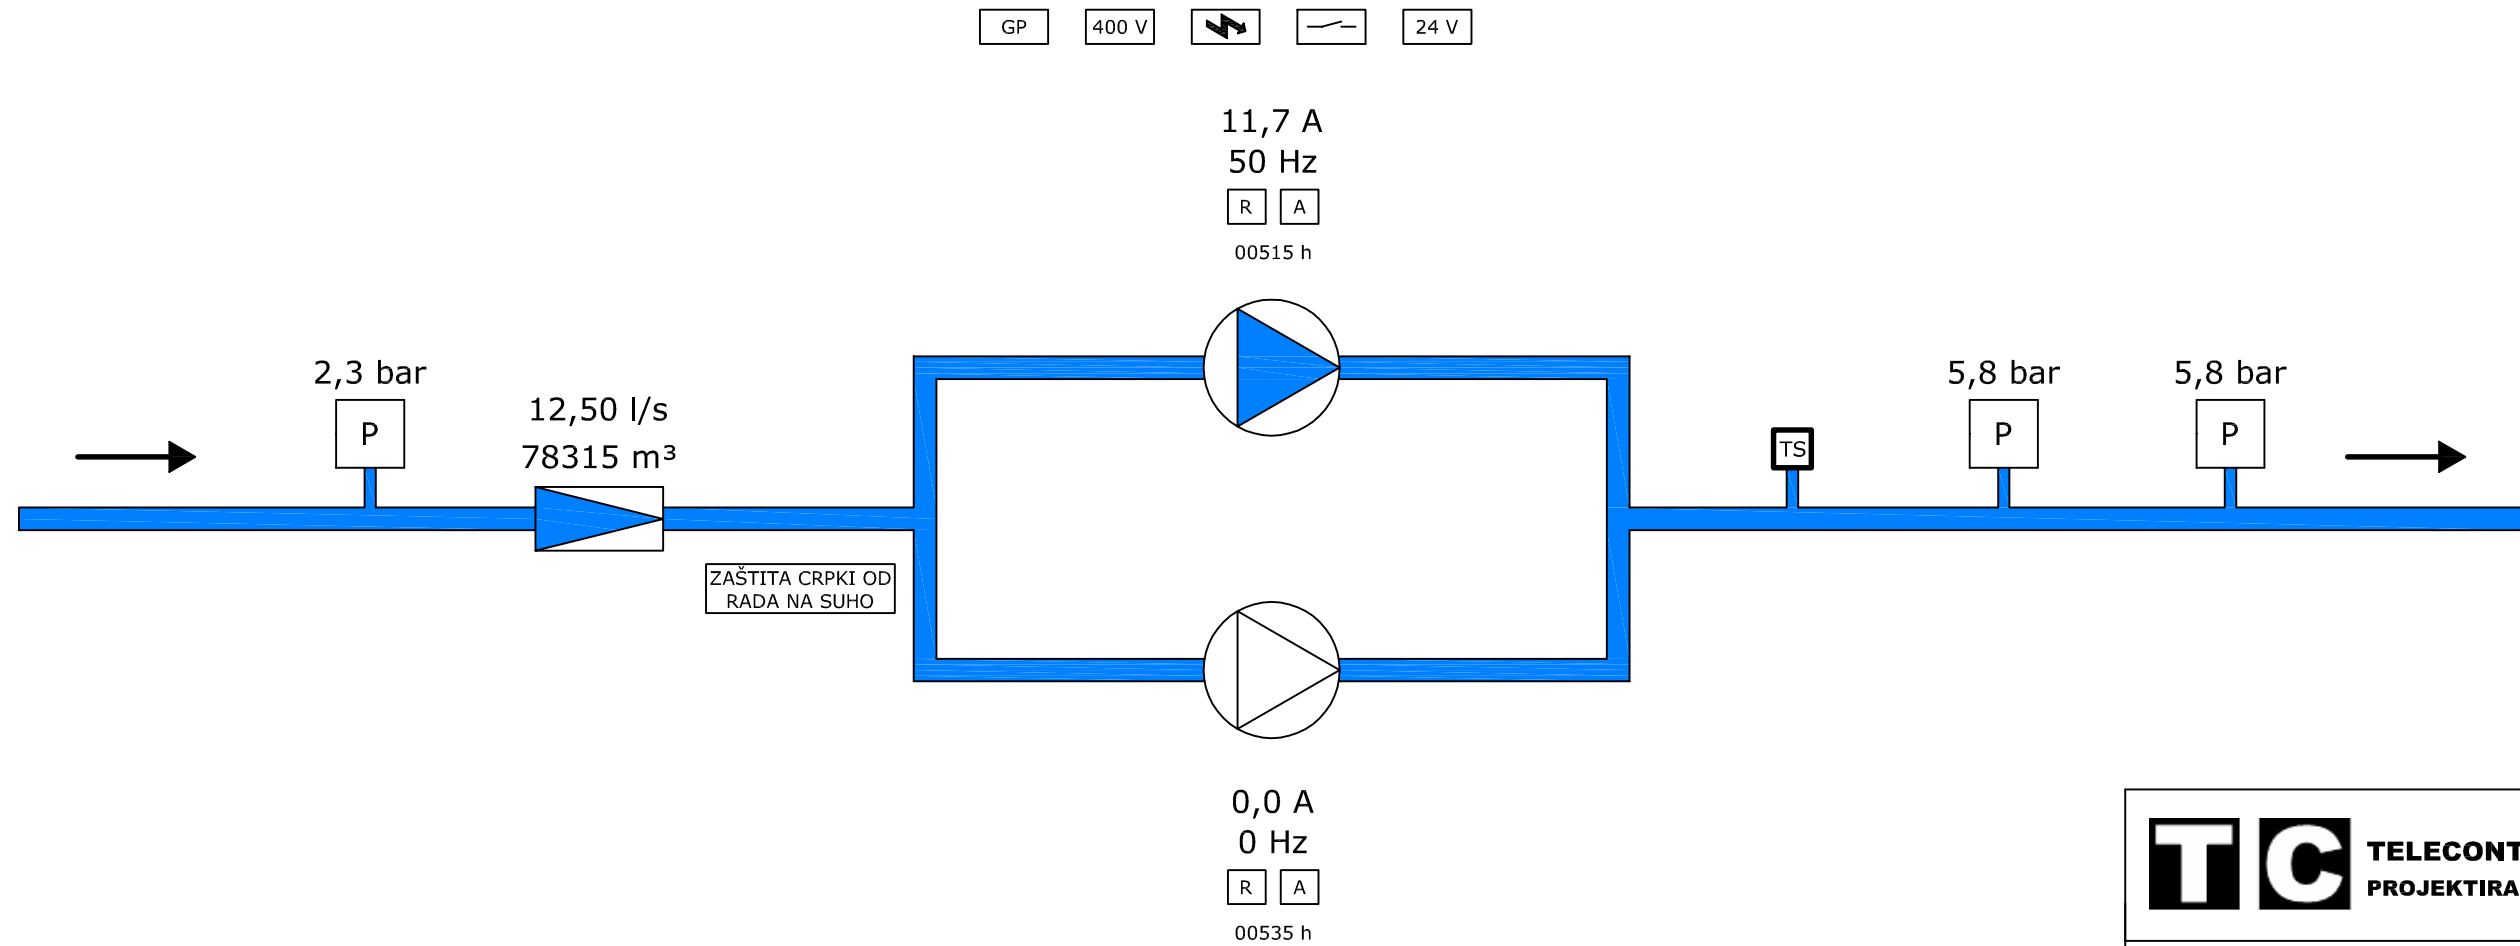 GP 400 V 24 V
11,7 A
50 Hz
R A
00515 h
2,3 bar
P
12,50 l/s
78315 m³
5,8 bar 5,8 bar
TS P P
ZAŠTITA CRPKI OD
RADA NA SUHO
0,0 A
0 Hz
R A
00535 h
TC
TELECONT
PROJEKTIRA